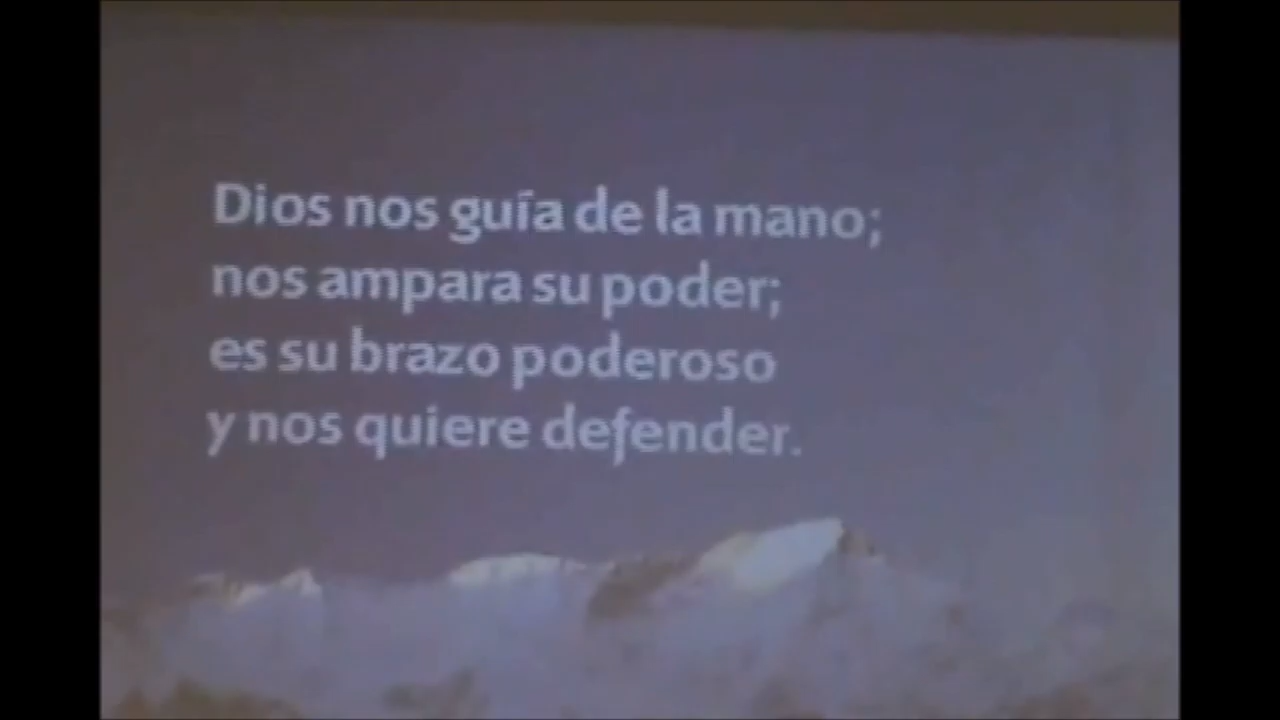 Dios nos guía de la mano;
nos ampara su poder;
es su brazo poderoso
y nos quiere defender.